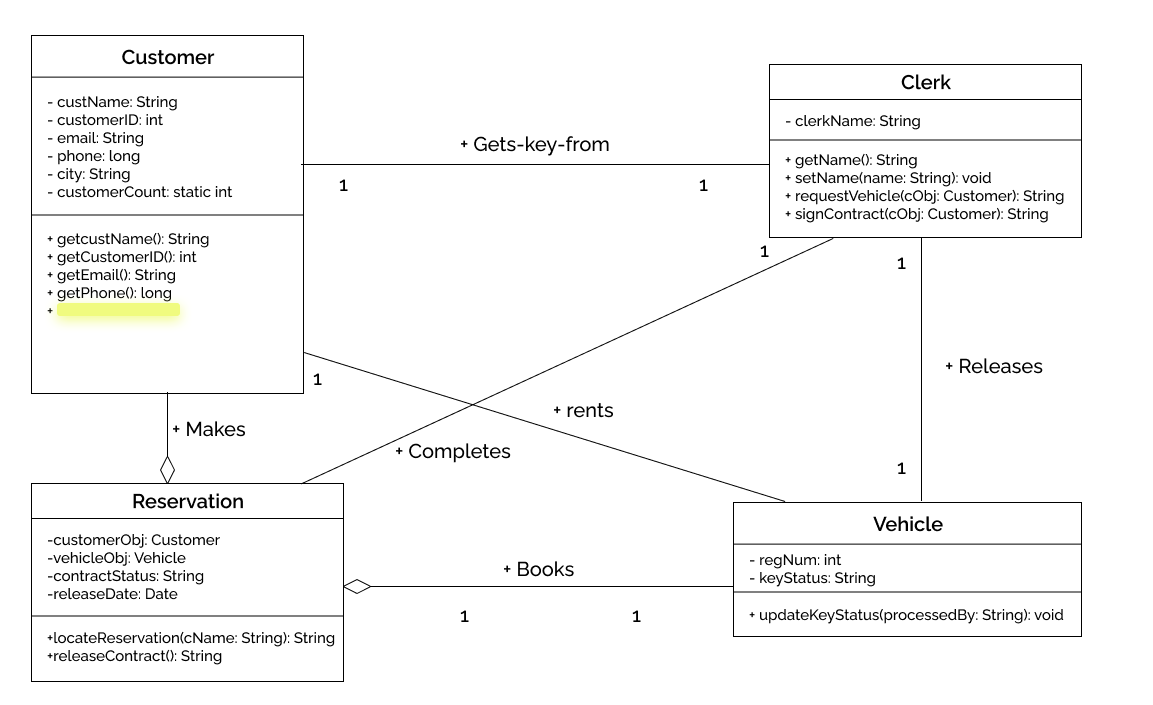 Customer
- custName: String
- customerID: int
- email: String
- phone: long
- city: String
- customerCount: static int
+ getcustName(): String
+ getCustomerID(): int
+ getEmail(): String
+ getPhone(): long
+
Clerk
- clerkName: String
+ getName(): String
+ setName(name: String): void
+ requestVehicle(cObj: Customer): String
+ signContract(cObj: Customer): String
+ Gets-key-from
1
1
1
1
+ Releases
1
1
+ rents
+ Completes
+ Makes
Reservation
-customerObj: Customer
-vehicleObj: Vehicle
-contractStatus: String
-releaseDate: Date
+locateReservation(cName: String): String
+releaseContract(): String
+ Books
1
1
Vehicle
- regNum: int
- keyStatus: String
+ updateKeyStatus(processedBy: String): void